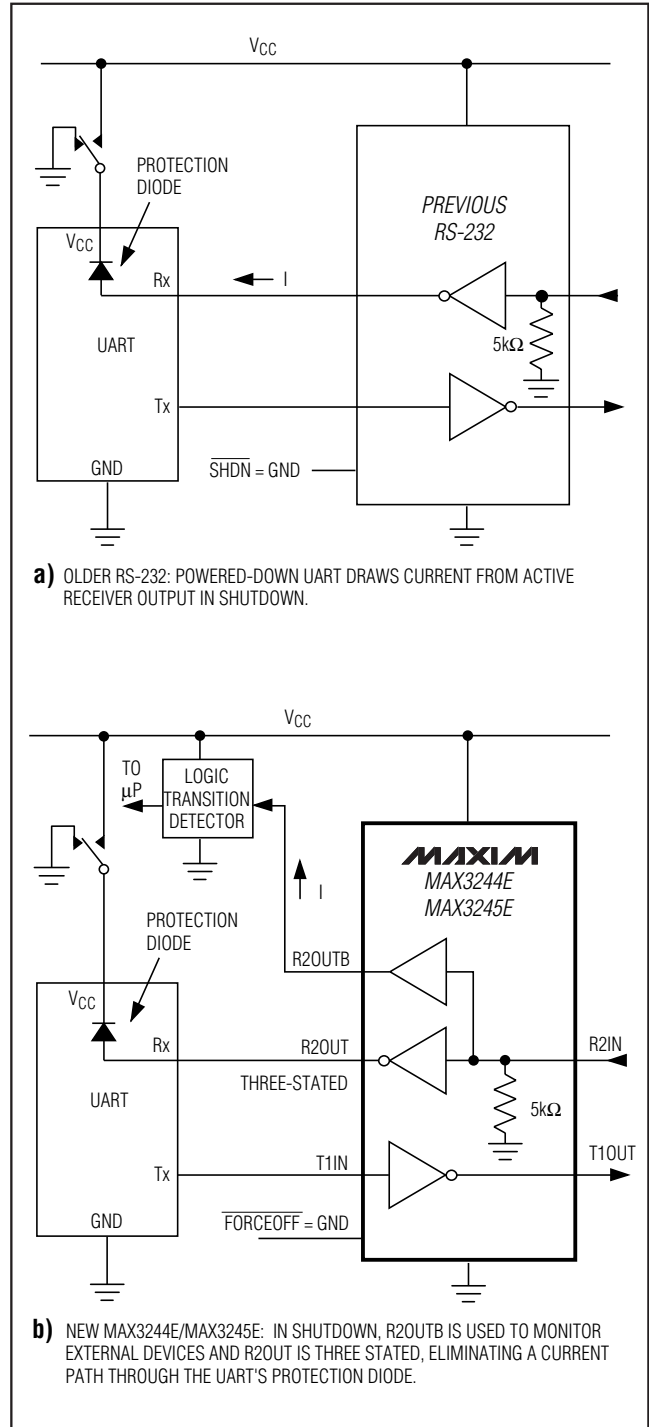 VCC
PROTECTION
DIODE
PREVIOUS
RS-232
VCC
Rx
I
UART
5kΩ
Tx
GND
SHDN = GND
a) OLDER RS-232: POWERED-DOWN UART DRAWS CURRENT FROM ACTIVE
RECEIVER OUTPUT IN SHUTDOWN.
VCC
TO
μP
LOGIC
TRANSITION
DETECTOR
MAXIM
MAX3244E
MAX3245E
I
PROTECTION
DIODE
R2OUTB
VCC
Rx
R2OUT
R2IN
THREE-STATED
UART
5kΩ
Tx
T1IN
T1OUT
GND
FORCEOFF = GND
b) NEW MAX3244E/MAX3245E: IN SHUTDOWN, R2OUTB IS USED TO MONITOR
EXTERNAL DEVICES AND R2OUT IS THREE STATED, ELIMINATING A CURRENT
PATH THROUGH THE UART'S PROTECTION DIODE.